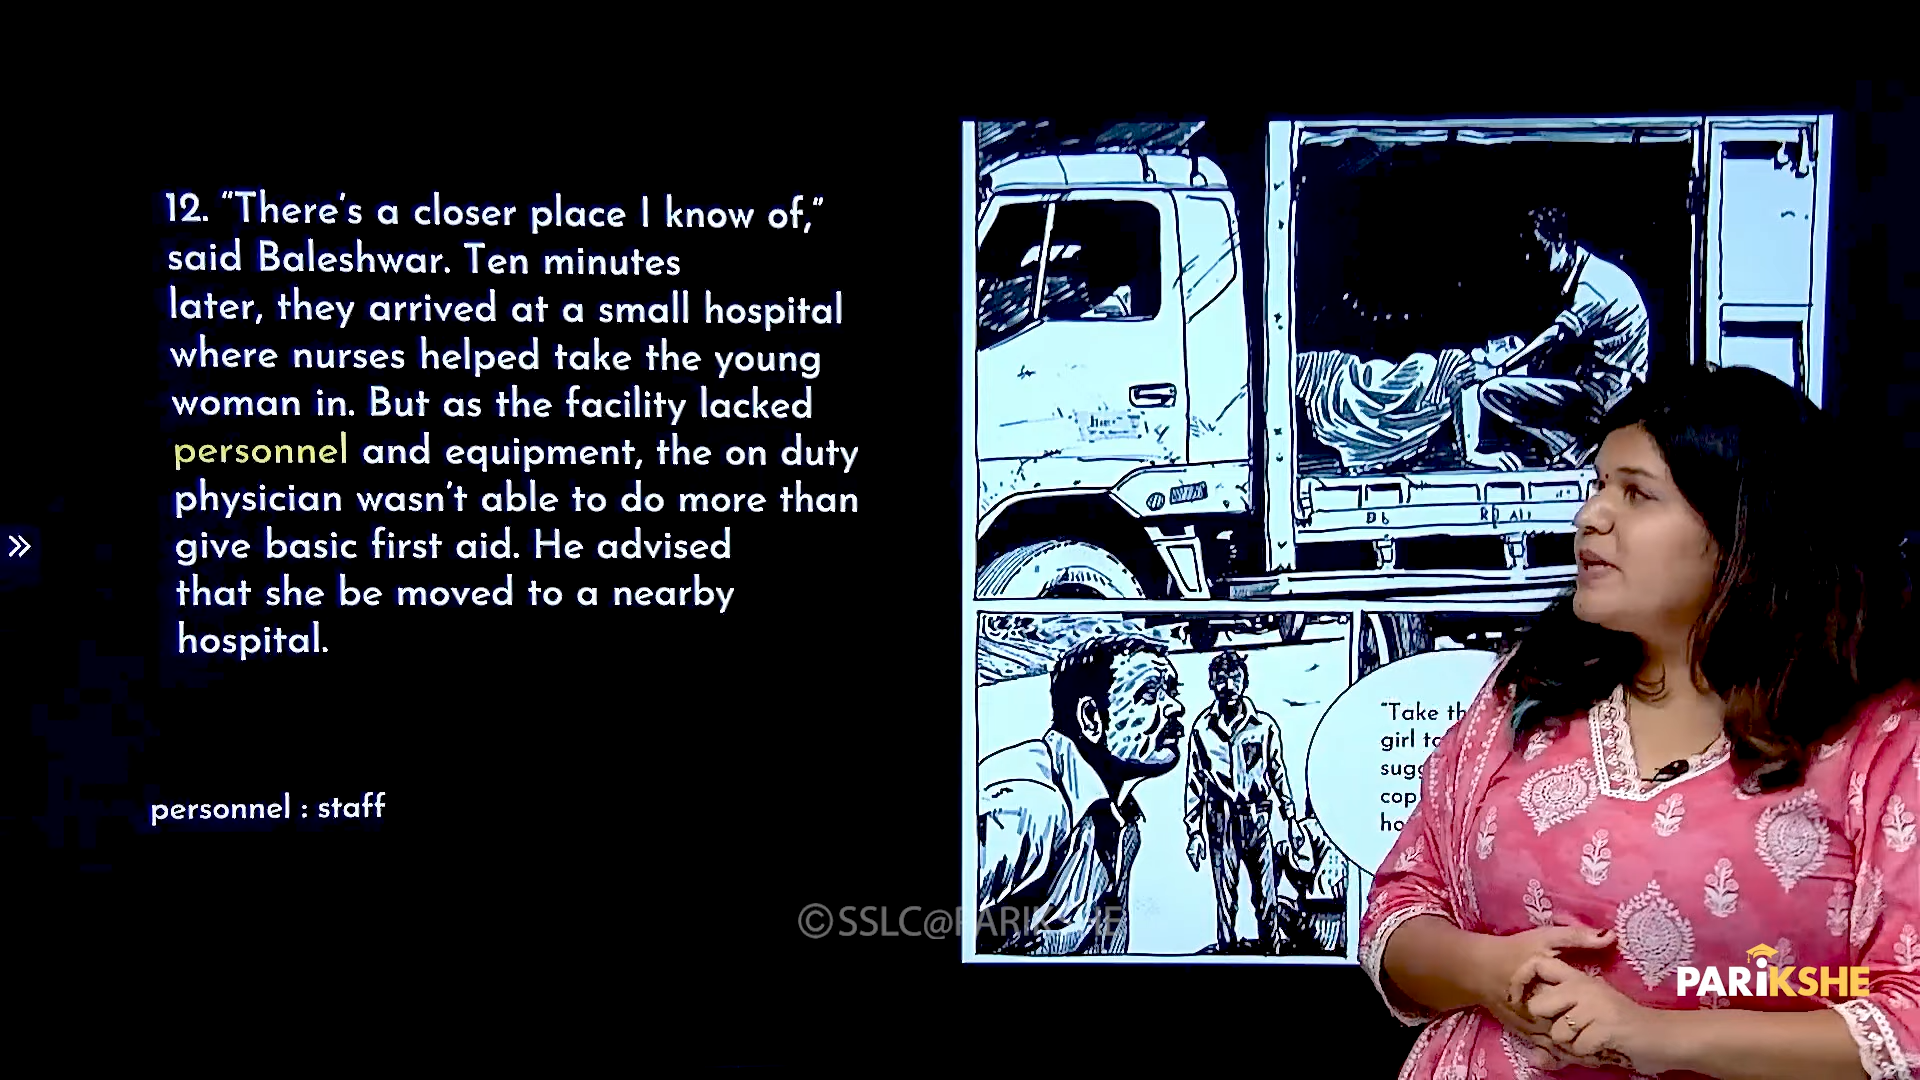 12. “There’s a closer place I know of,”
said Baleshwar. Ten minutes
later, they arrived at a small hospital
where nurses helped take the young
woman in. But as the facility lacked
personnel and equipment, the on duty
physician wasn’t able to do more than
give basic first aid. He advised
that she be moved to a nearby
hospital.
personnel : staff
“Take
girl
cop
©SSLC@PARIKSHE
PARIKSHE